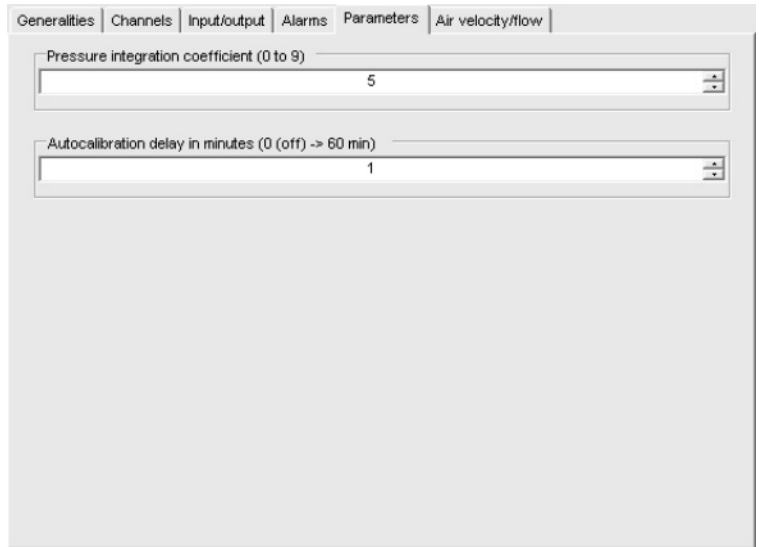 Generalities Channels Input/output Alarms Parameters Air velocity/flow
Pressure integration coefficient (0 to 9)
5
Autocalibration delay in minutes (0 (off) -> 60 min)
1